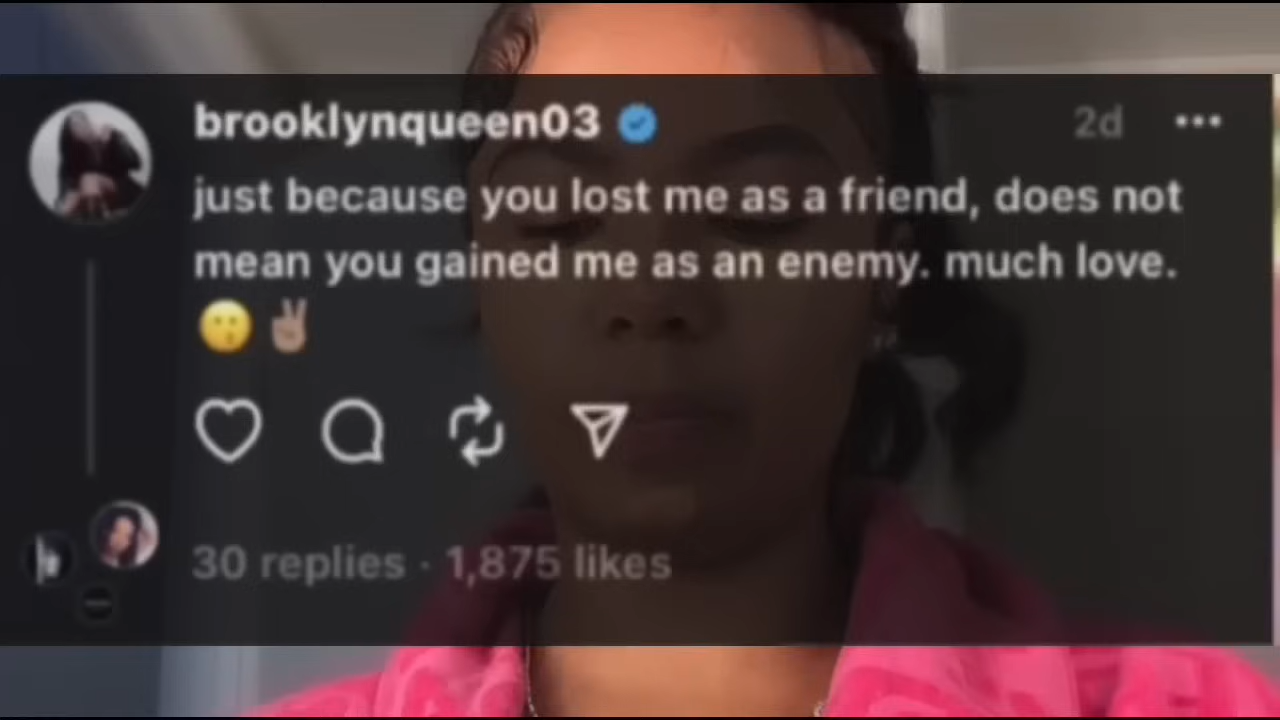 brooklynqueen03
2d
just because you lost me as a friend, does not
mean you gained me as an enemy. much love.
😗✌🏽
30 replies · 1,875 likes